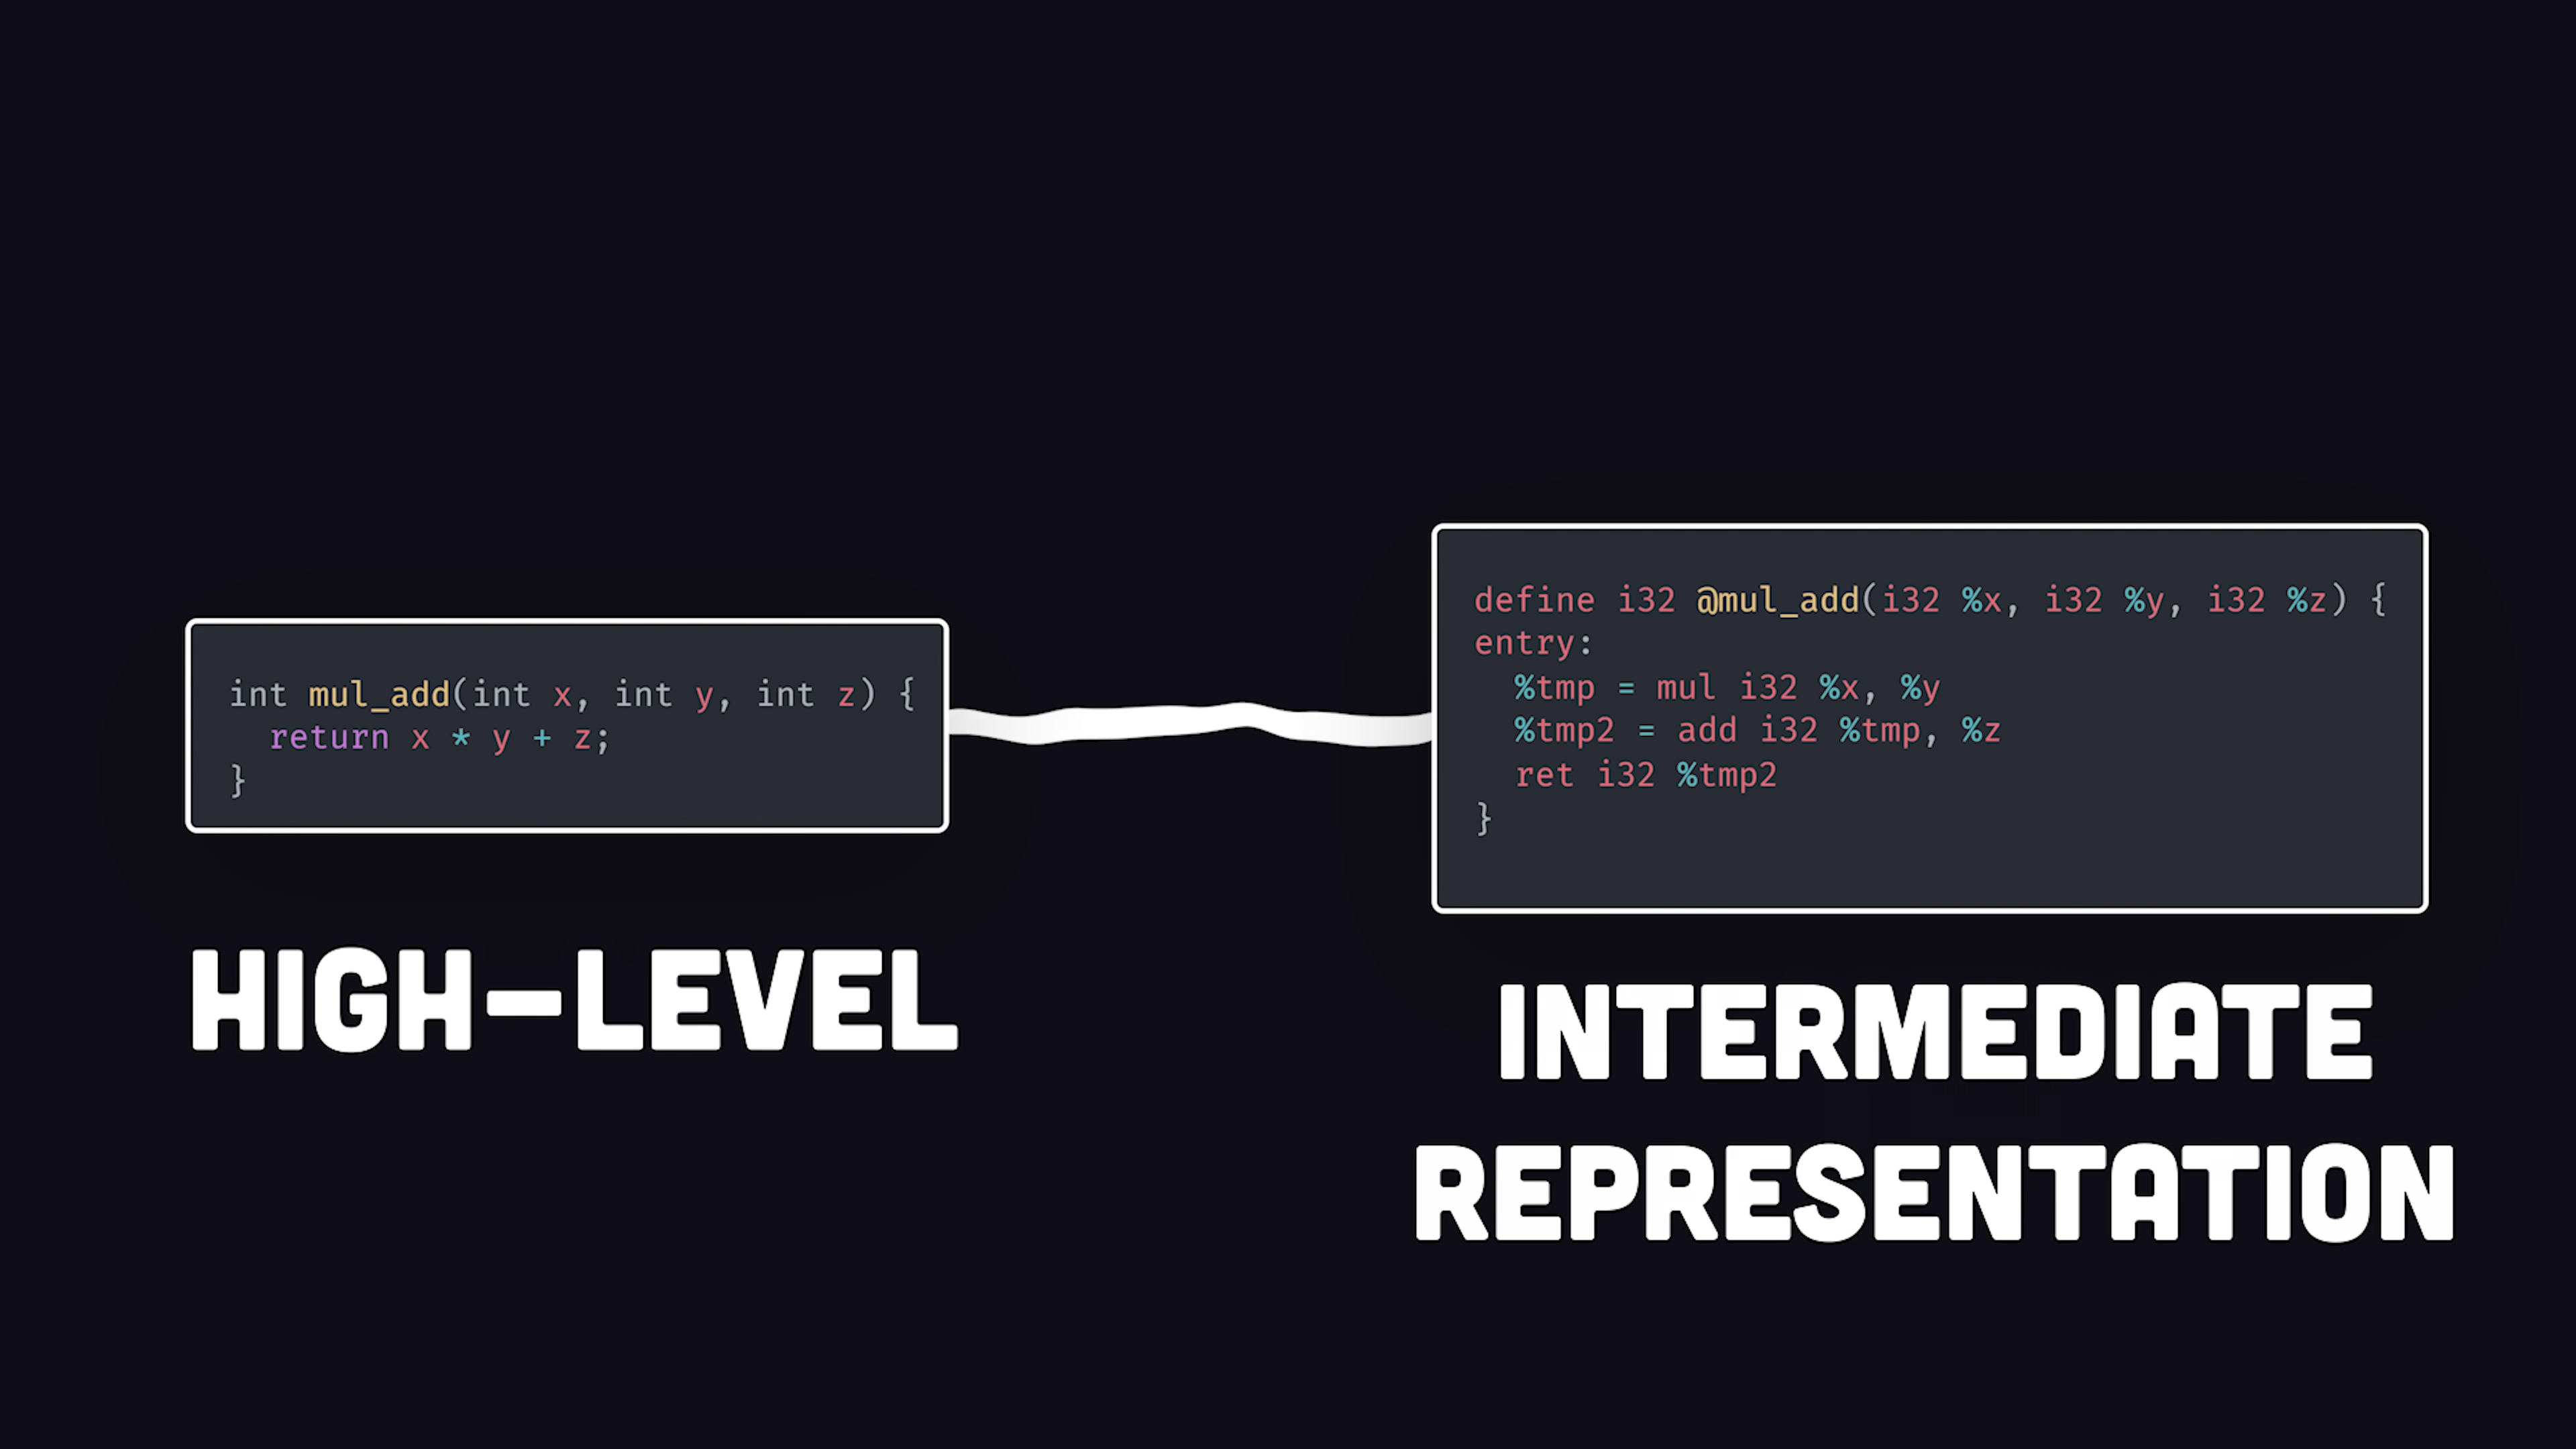 int mul_add(int x, int y, int z) {
  return x * y + z;
}
HIGH-LEVEL
define i32 @mul_add(i32 %x, i32 %y, i32 %z) {
entry:
  %tmp = mul i32 %x, %y
  %tmp2 = add i32 %tmp, %z
  ret i32 %tmp2
}
INTERMEDIATE
REPRESENTATION